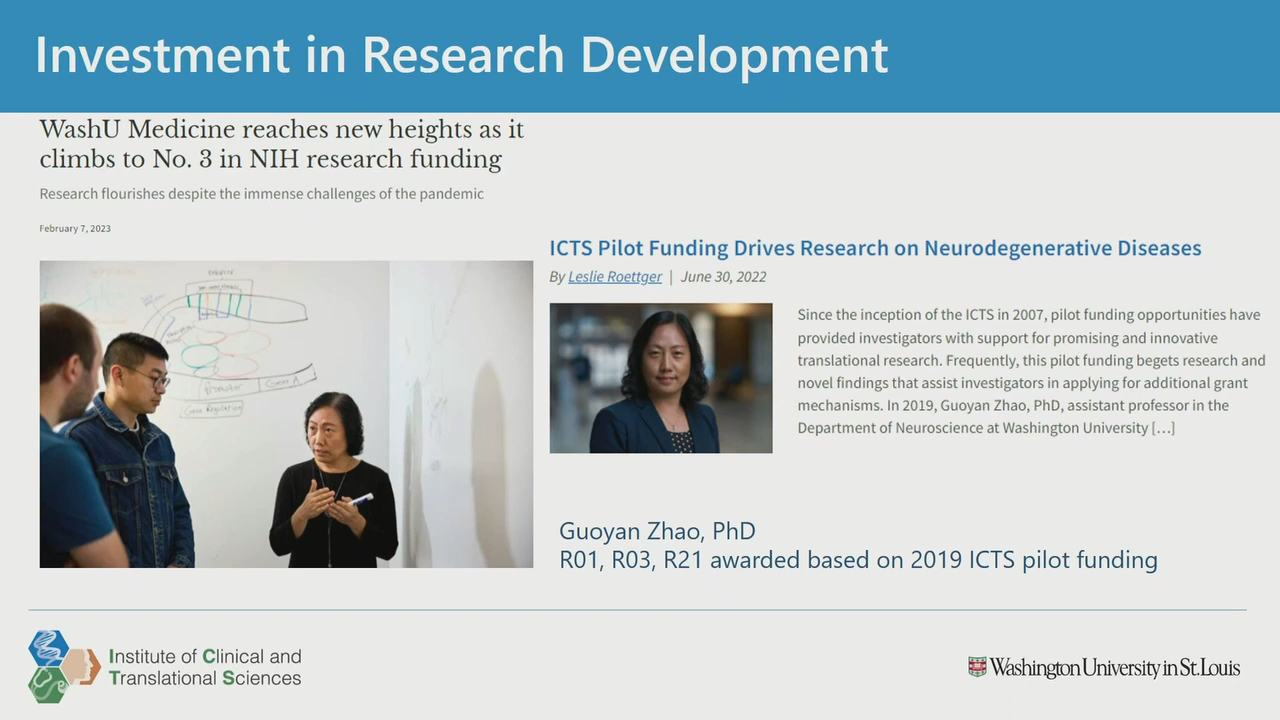 Investment in Research Development
WashU Medicine reaches new heights as it
climbs to No. 3 in NIH research funding
Research flourishes despite the immense challenges of the pandemic
February 7, 2023
ICTS Pilot Funding Drives Research on Neurodegenerative Diseases
By Leslie Roettger | June 30, 2022
Since the inception of the ICTS in 2007, pilot funding opportunities have
provided investigators with support for promising and innovative
translational research. Frequently, this pilot funding begets research and
novel findings that assist investigators in applying for additional grant
mechanisms. In 2019, Guoyan Zhao, PhD, assistant professor in the
Department of Neuroscience at Washington University […]
Promoter
Gene A
Gene Regulation
Guoyan Zhao, PhD
R01, R03, R21 awarded based on 2019 ICTS pilot funding
Institute of Clinical and
Translational Sciences
Washington University in St. Louis